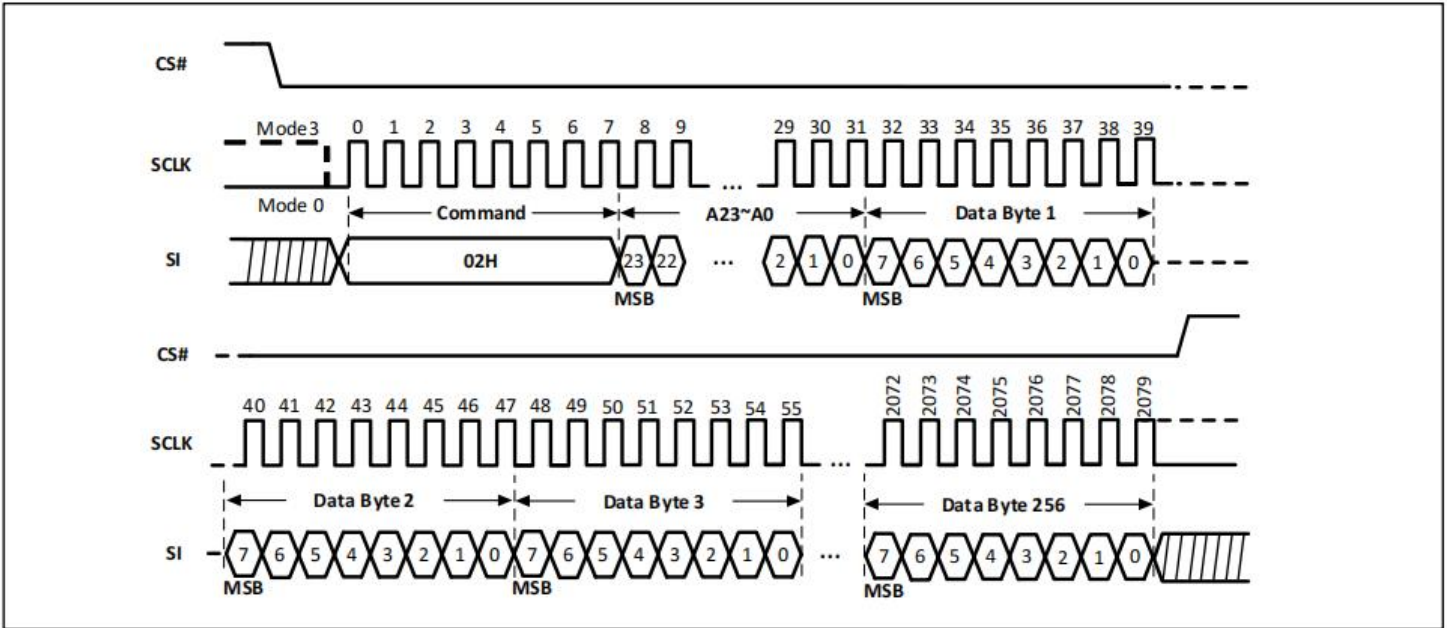 CS#
Mode3 0 1 2 3 4 5 6 7 8 9 29 30 31 32 33 34 35 36 37 38 39
SCLK ...
Mode 0 Command A23~A0 Data Byte 1
SI 02H 23 22 ... 2 1 0 7 6 5 4 3 2 1 0
MSB MSB
CS#
40 41 42 43 44 45 46 47 48 49 50 51 52 53 54 55 2072 2073 2074 2075 2076 2077 2078 2079
SCLK ...
Data Byte 2 Data Byte 3 Data Byte 256
SI 7 6 5 4 3 2 1 0 7 6 5 4 3 2 1 0 ... 7 6 5 4 3 2 1 0
MSB MSB MSB